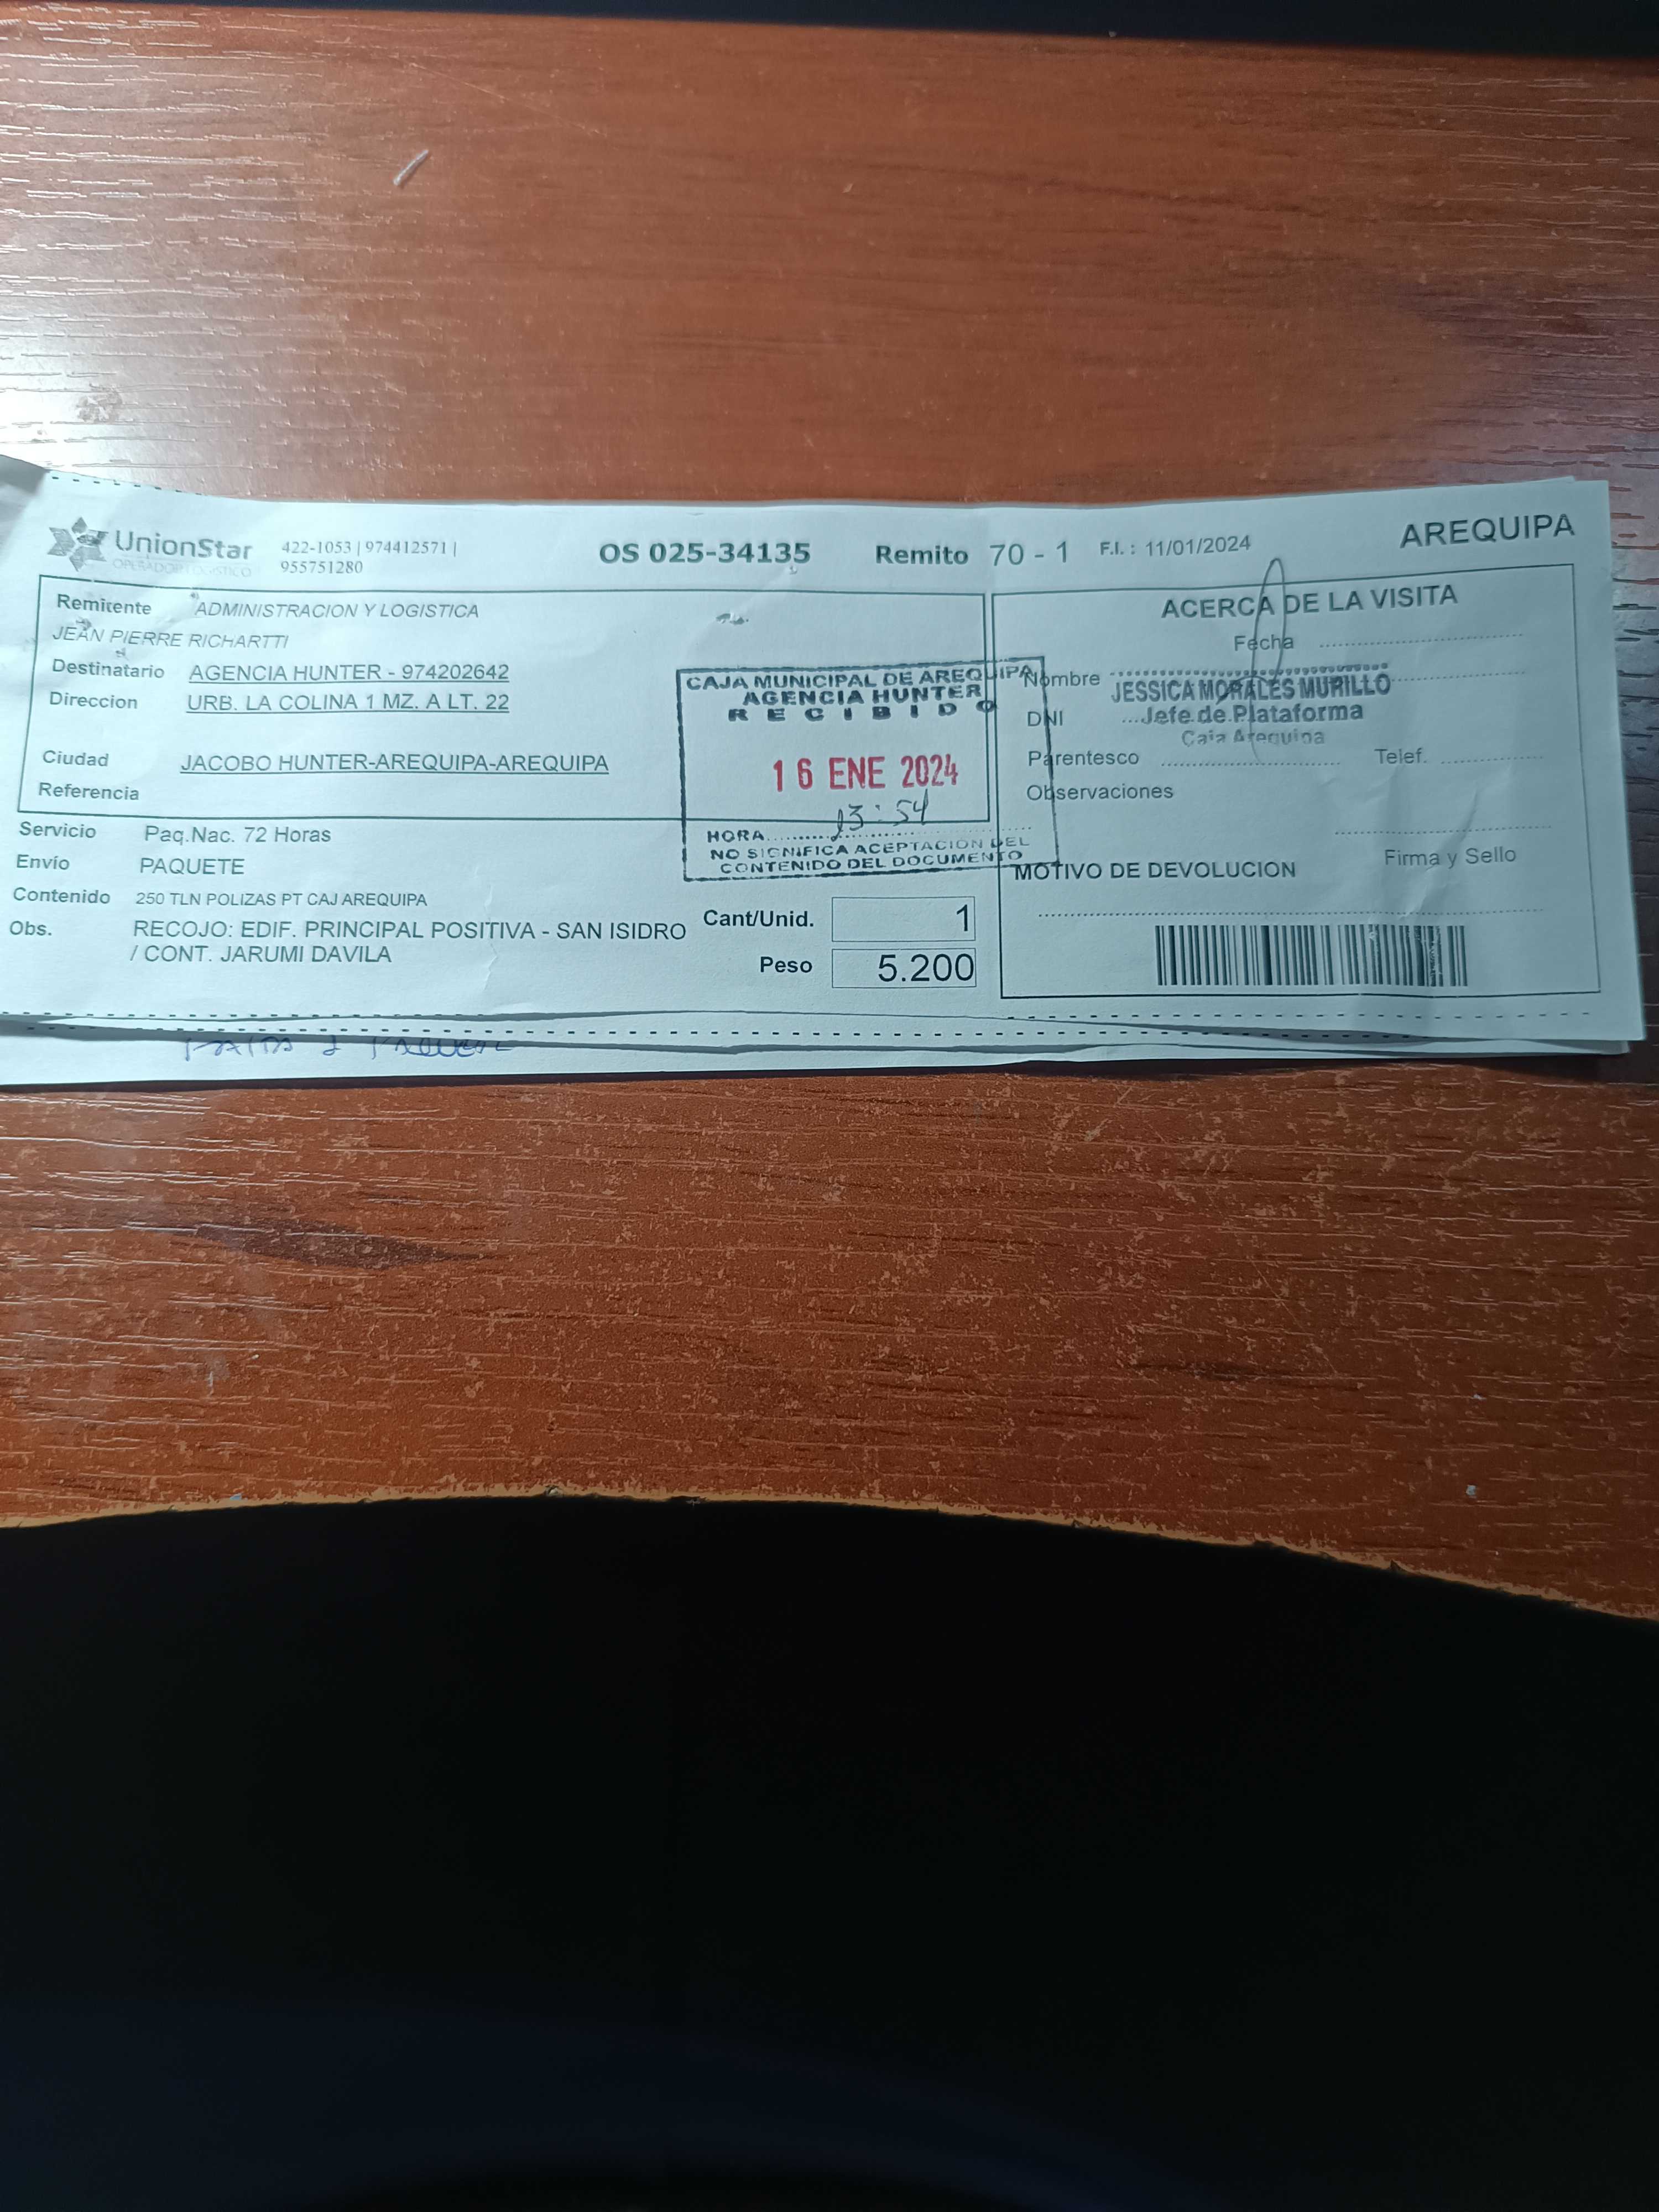 UnionStar
OPERADOR LOGISTICO
422-1053 | 974412571 |
955751280
OS 025-34135
Remito 70 - 1
F.I. : 11/01/2024
AREQUIPA
Remitente ADMINISTRACION Y LOGISTICA
JEAN PIERRE RICHARTTI
Destinatario AGENCIA HUNTER - 974202642
Direccion URB. LA COLINA 1 MZ. A LT. 22
Ciudad JACOBO HUNTER-AREQUIPA-AREQUIPA
Referencia
CAJA MUNICIPAL DE AREQUIPA
AGENCIA HUNTER
RECIBIDO
16 ENE 2024
13:54
HORA
NO SIGNIFICA ACEPTACION DEL
CONTENIDO DEL DOCUMENTO
Servicio Paq.Nac. 72 Horas
Envío PAQUETE
Contenido 250 TLN POLIZAS PT CAJ AREQUIPA
Obs. RECOJO: EDIF. PRINCIPAL POSITIVA - SAN ISIDRO
/ CONT. JARUMI DAVILA
Cant/Unid. 1
Peso 5.200
ACERCA DE LA VISITA
Fecha
Nombre JESSICA MORALES MURILLO
DNI Jefe de Plataforma
Caja Arequipa
Parentesco Telef.
Observaciones
Firma y Sello
MOTIVO DE DEVOLUCION